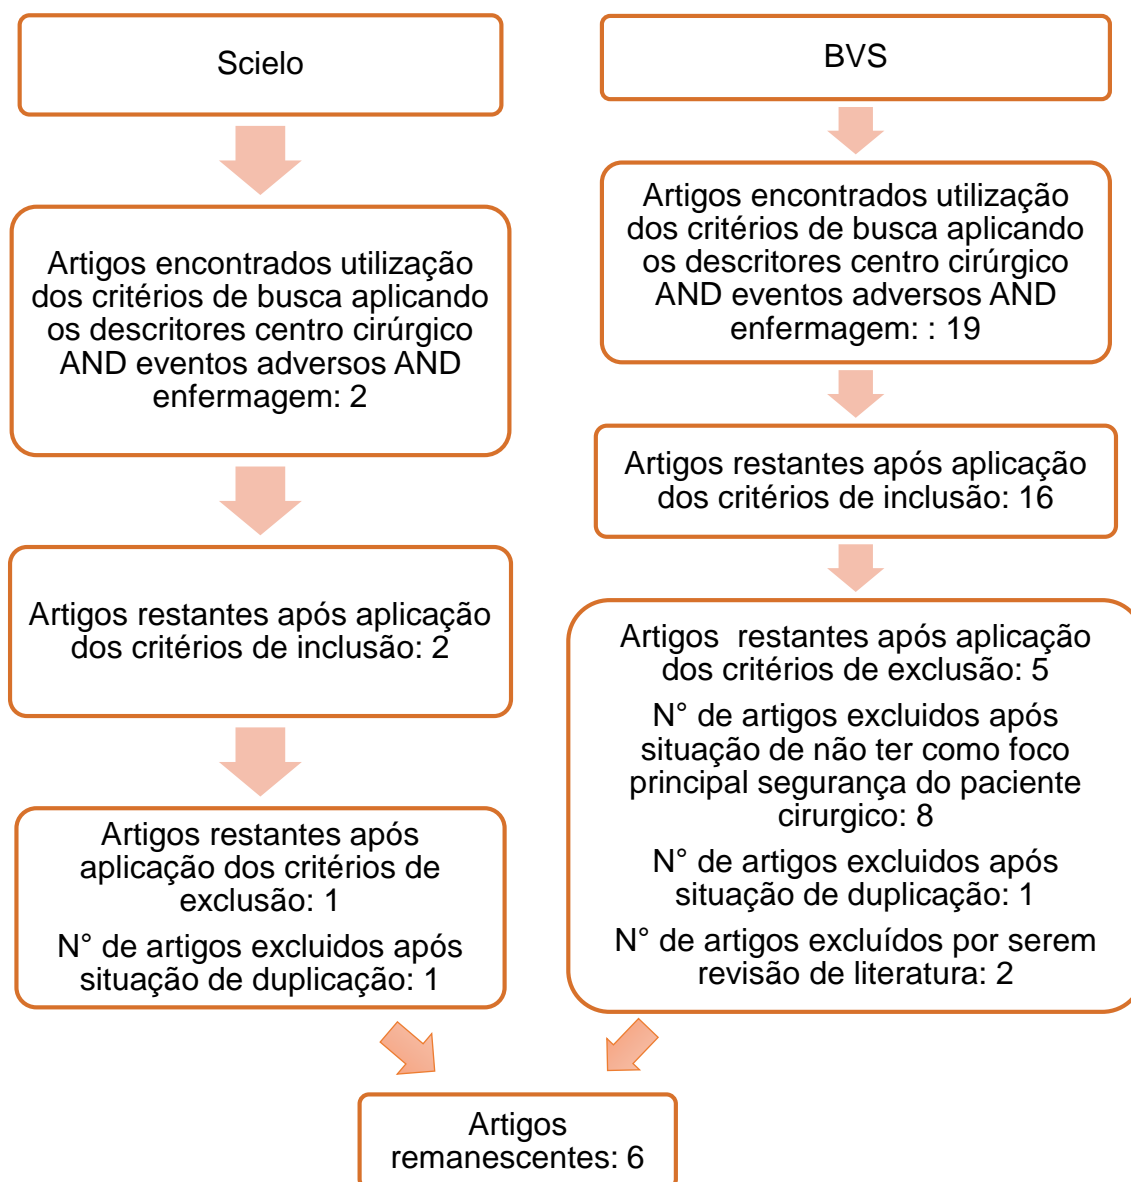 Scielo
Artigos encontrados utilização
dos critérios de busca aplicando
os descritores centro cirúrgico
AND eventos adversos AND
enfermagem: 2
Artigos restantes após aplicação
dos critérios de inclusão: 2
Artigos restantes após
aplicação dos critérios de
exclusão: 1
N° de artigos excluidos após
situação de duplicação: 1
BVS
Artigos encontrados utilização
dos critérios de busca aplicando
os descritores centro cirúrgico
AND eventos adversos AND
enfermagem: : 19
Artigos restantes após aplicação
dos critérios de inclusão: 16
Artigos  restantes após aplicação
dos critérios de exclusão: 5
N° de artigos excluidos após
situação de não ter como foco
principal segurança do paciente
cirurgico: 8
N° de artigos excluidos após
situação de duplicação: 1
N° de artigos excluídos por serem
revisão de literatura: 2
Artigos
remanescentes: 6